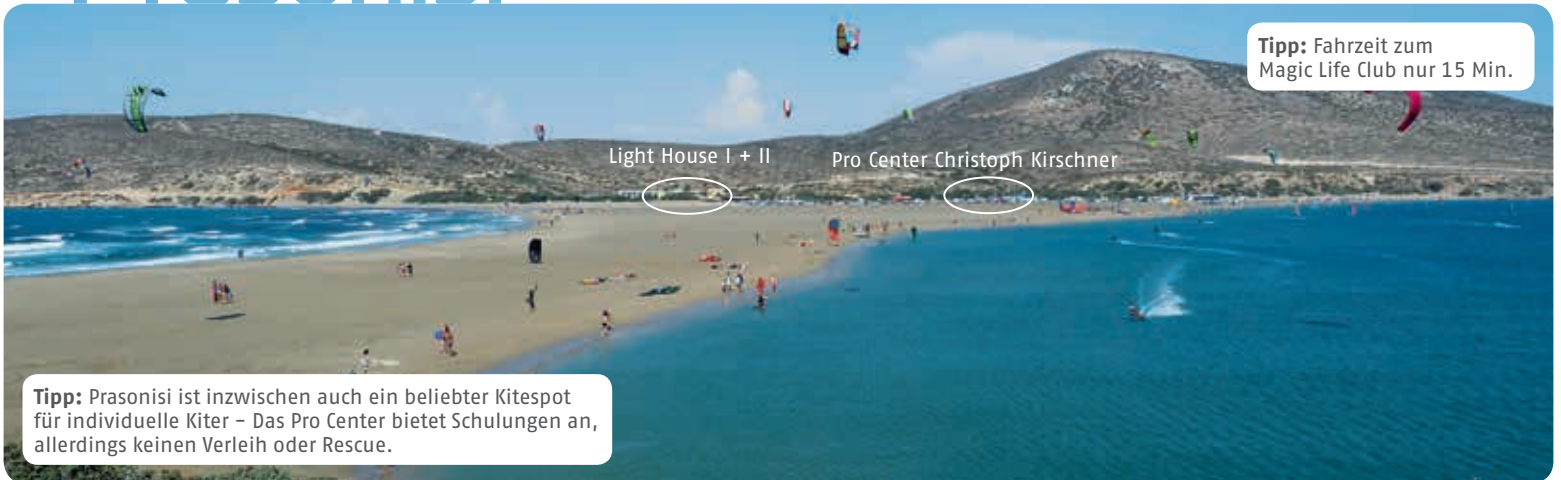 Tipp: Fahrzeit zum
Magic Life Club nur 15 Min.
Light House I + II
Pro Center Christoph Kirschner
Tipp: Prasonisi ist inzwischen auch ein beliebter Kitespot
für individuelle Kiter – Das Pro Center bietet Schulungen an,
allerdings keinen Verleih oder Rescue.